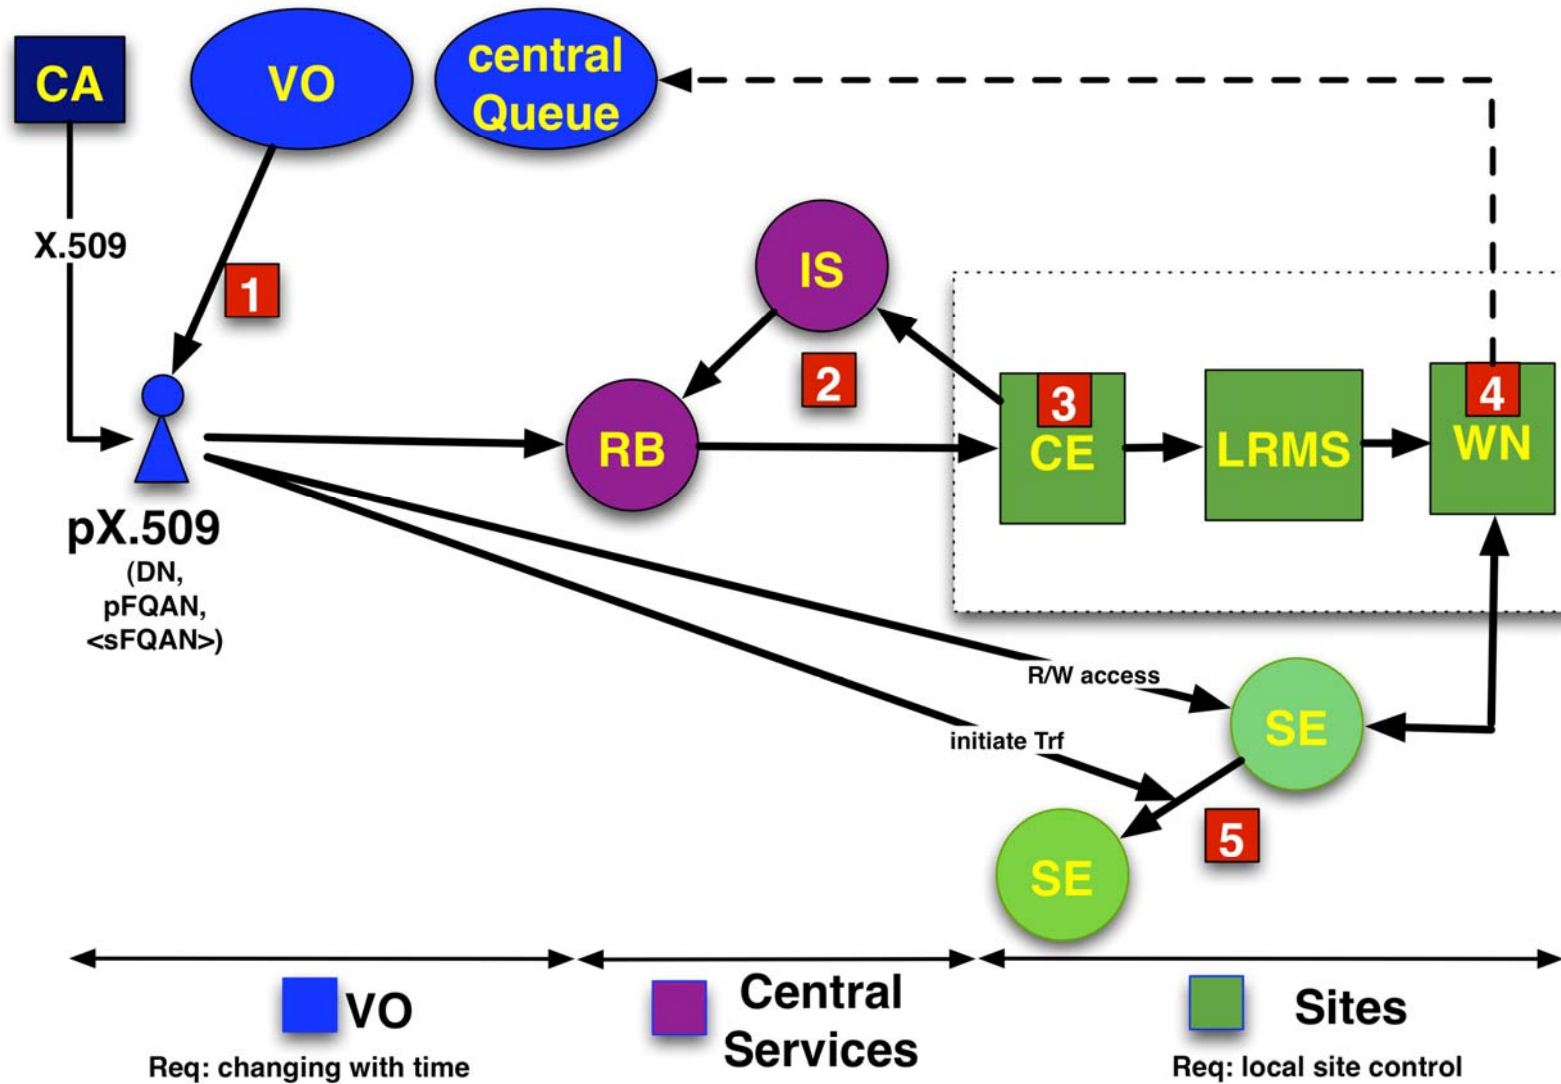 CA
VO
central
Queue
X.509
1
IS
2
3
4
RB
CE
LRMS
WN
pX.509
(DN,
pFQAN,
<sFQAN>)
R/W access
SE
initiate Trf
5
SE
VO
Central
Services
Sites
Req: changing with time
Req: local site control